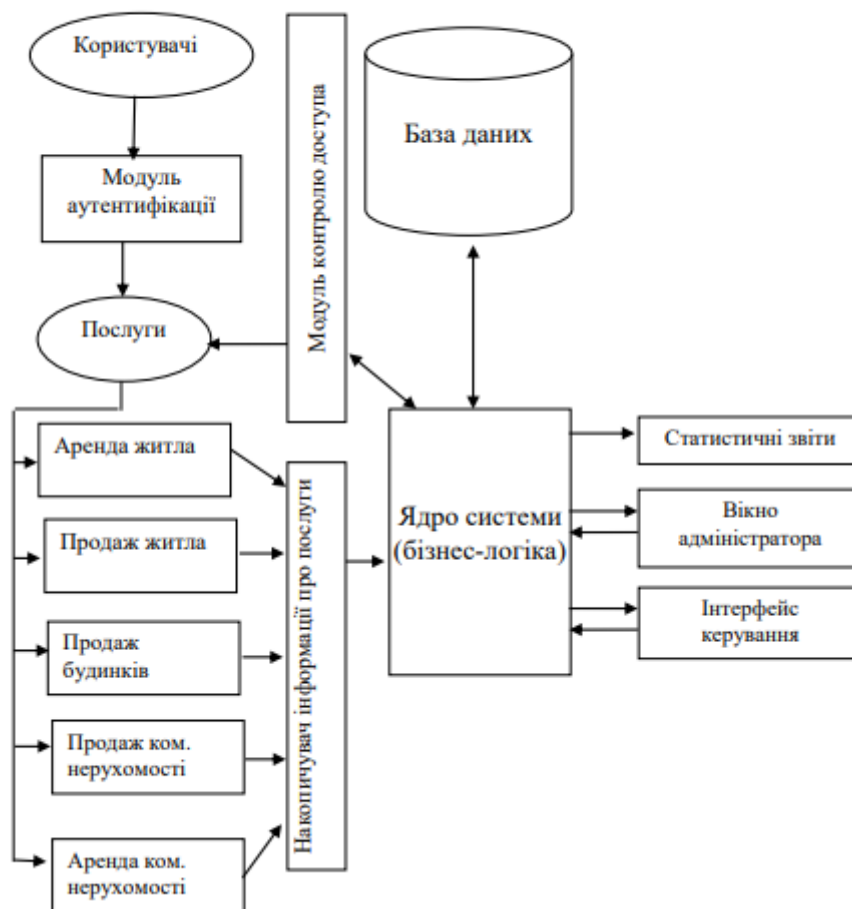 Користувачі
Модуль
аутентифікації
Послуги
Модуль контролю доступа
База даних
Аренда житла
Продаж житла
Продаж
будинків
Продаж ком.
нерухомості
Аренда ком.
нерухомості
Накопичувач інформації про послуги
Ядро системи
(бізнес-логіка)
Статистичні звіти
Вікно
адміністратора
Інтерфейс
керування